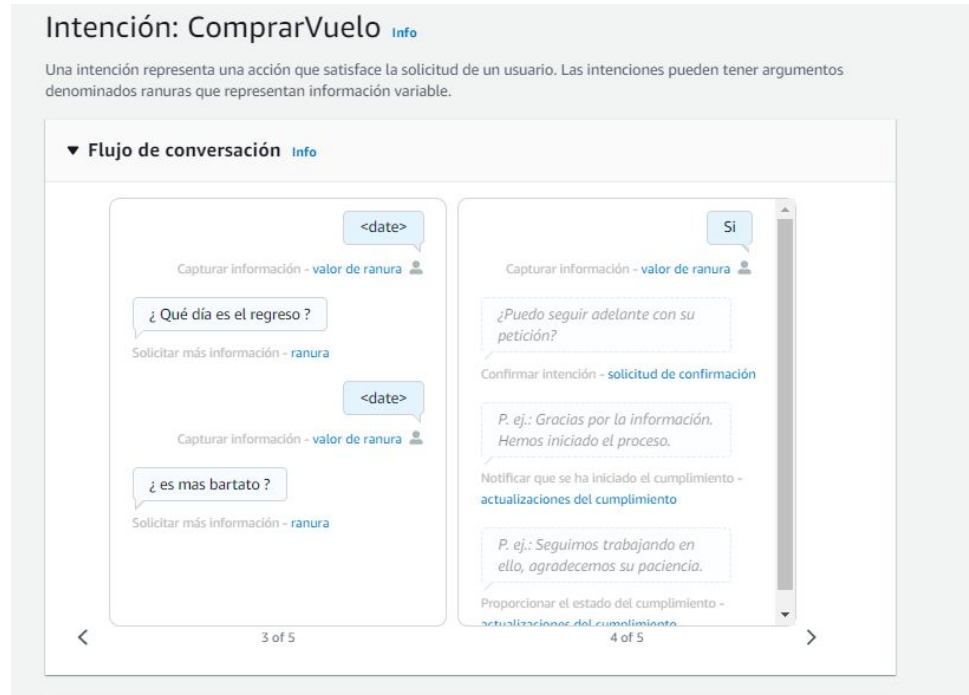 Intención: ComprarVuelo Info
Una intención representa una acción que satisface la solicitud de un usuario. Las intenciones pueden tener argumentos
denominados ranuras que representan información variable.
Flujo de conversación Info
<date>
Capturar información - valor de ranura
¿ Qué día es el regreso ?
Solicitar más información - ranura
<date>
Capturar información - valor de ranura
¿ es mas bartato ?
Solicitar más información - ranura
3 of 5
Si
Capturar información - valor de ranura
¿Puedo seguir adelante con su
petición?
Confirmar intención - solicitud de confirmación
P. ej.: Gracias por la información.
Hemos iniciado el proceso.
Notificar que se ha iniciado el cumplimiento -
actualizaciones del cumplimiento
P. ej.: Seguimos trabajando en
ello, agradecemos su paciencia.
Proporcionar el estado del cumplimiento -
actualizaciones del cumplimiento
4 of 5